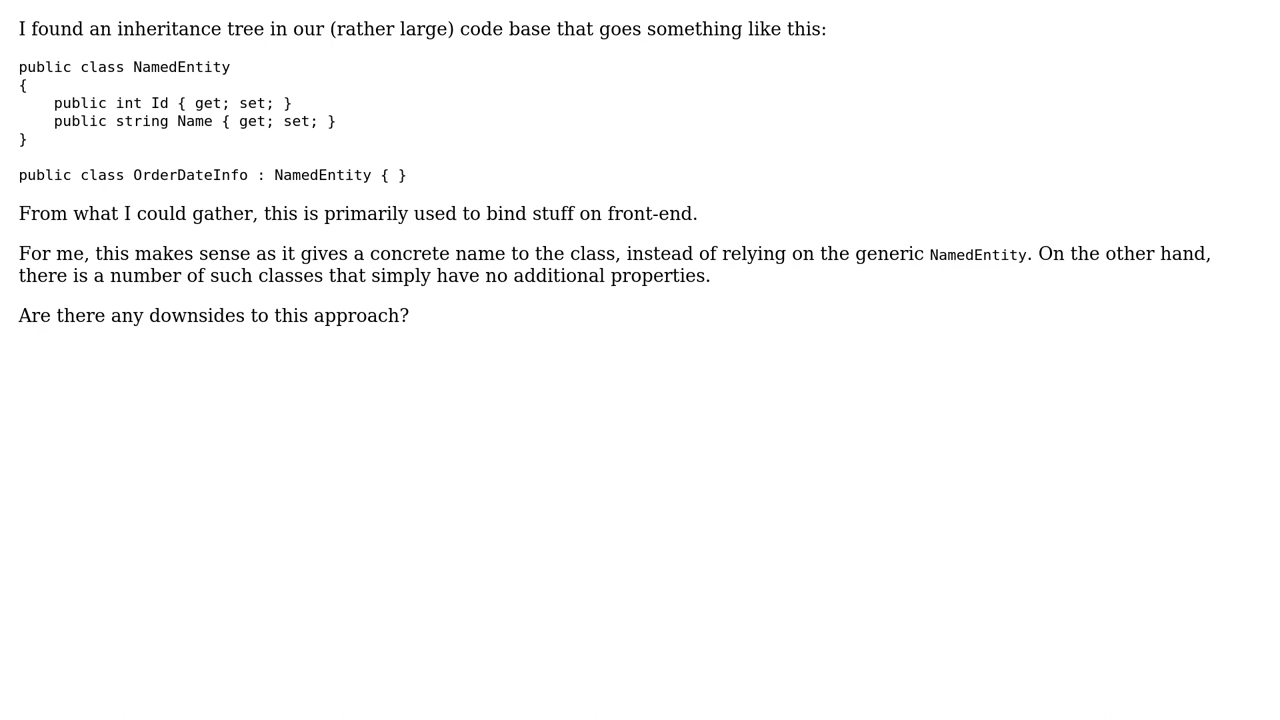 I found an inheritance tree in our (rather large) code base that goes something like this:
public class NamedEntity
{
    public int Id { get; set; }
    public string Name { get; set; }
}
public class OrderDateInfo : NamedEntity { }
From what I could gather, this is primarily used to bind stuff on front-end.
For me, this makes sense as it gives a concrete name to the class, instead of relying on the generic NamedEntity. On the other hand,
there is a number of such classes that simply have no additional properties.
Are there any downsides to this approach?